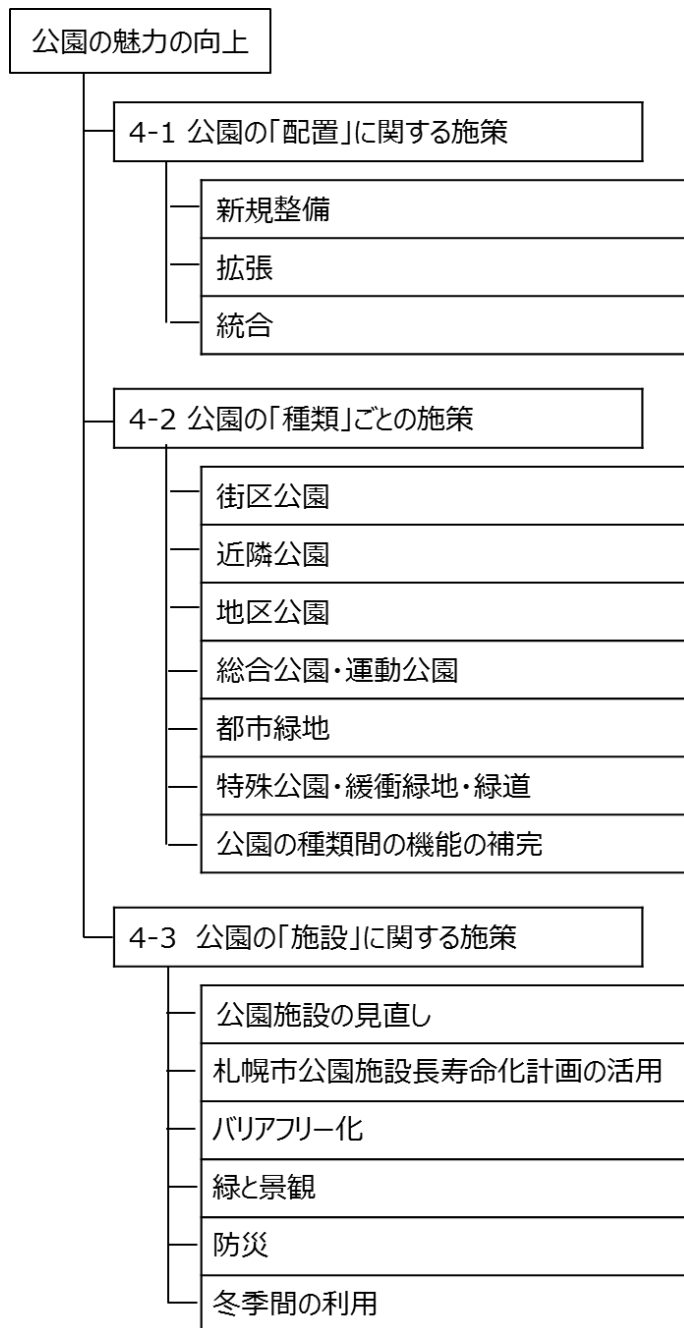 公園の魅力の向上
4-1 公園の「配置」に関する施策
新規整備
拡張
統合
4-2 公園の「種類」ごとの施策
街区公園
近隣公園
地区公園
総合公園・運動公園
都市緑地
特殊公園・緩衝緑地・緑道
公園の種類間の機能の補完
4-3 公園の「施設」に関する施策
公園施設の見直し
札幌市公園施設長寿命化計画の活用
バリアフリー化
緑と景観
防災
冬季間の利用